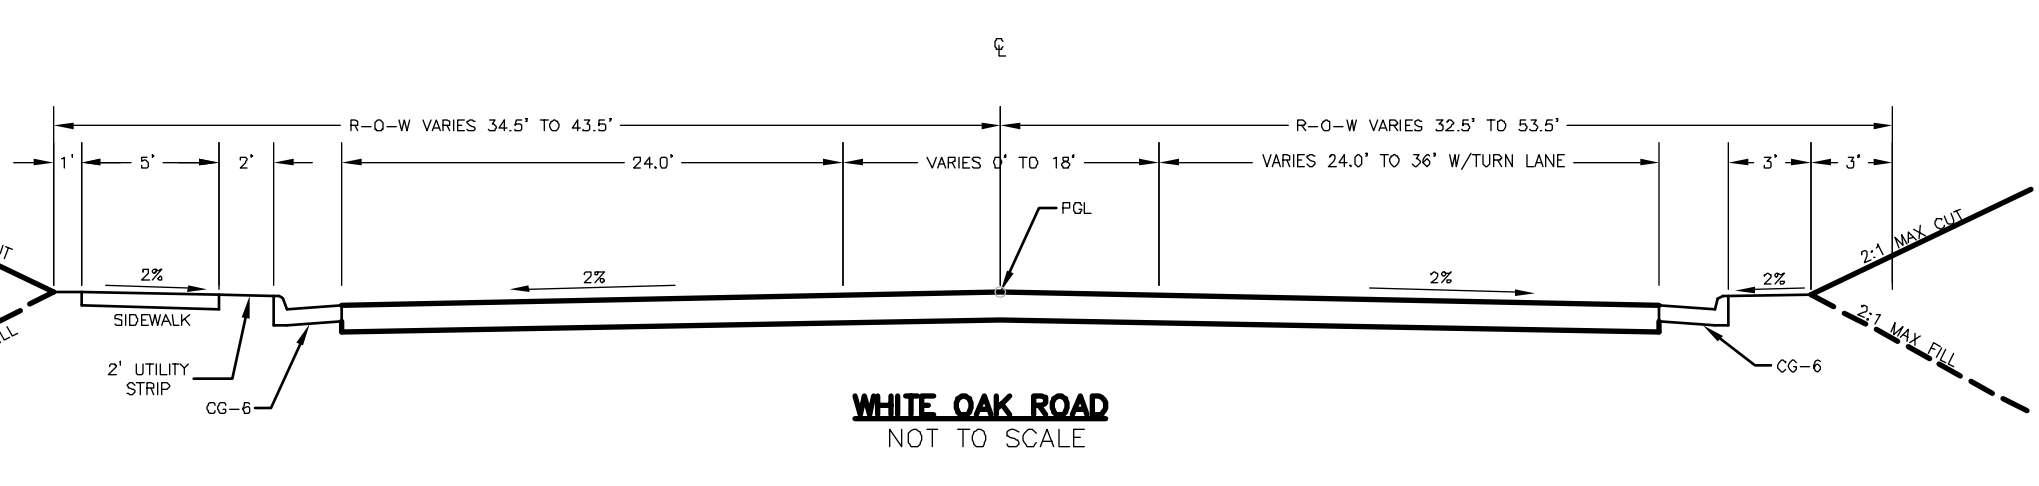 ℄
R-O-W VARIES 34.5' TO 43.5'
R-O-W VARIES 32.5' TO 53.5'
1'
5'
2'
24.0'
VARIES 0' TO 18'
VARIES 24.0' TO 36' W/TURN LANE
3'
3'
PGL
2:1 MAX CUT
2%
2%
2%
2%
SIDEWALK
2:1 MAX FILL
2' UTILITY
STRIP
CG-6
CG-6
WHITE OAK ROAD
NOT TO SCALE